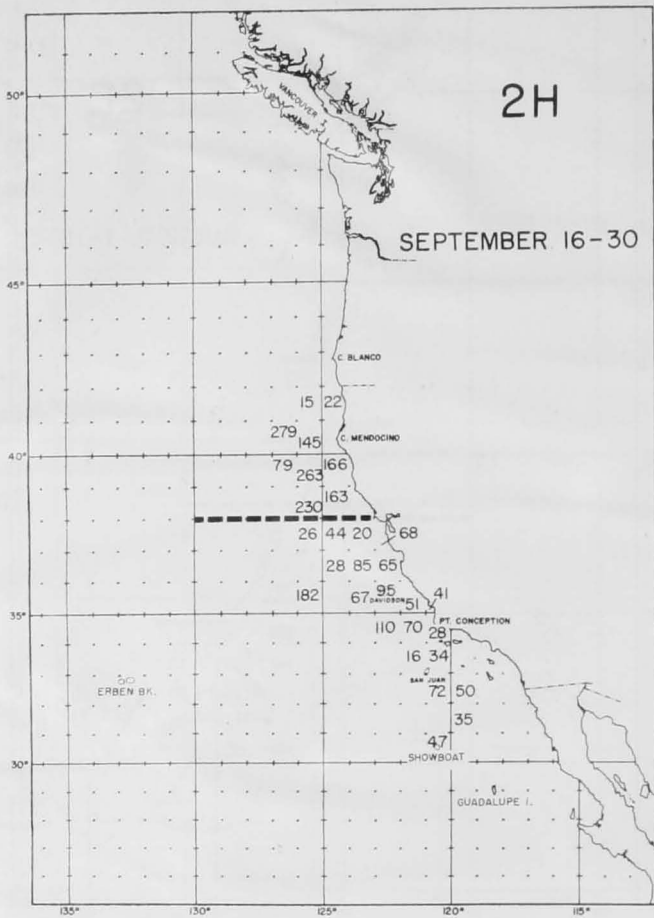 2H
VANCOUVER
50°
SEPTEMBER 16-30
45°
C. BLANCO
15 22
279
145 C. MENDOCINO
40°
79 166
263
163
230
26 44 20 68
28 85 65
182 67 95 41
DAVIDSON 51
35°
PT. CONCEPTION
110 70 28
16 34
SAN JUAN
ERBEN BK. 72 50
35
47
SHOWBOAT
30°
GUADALUPE I.
135° 130° 125° 120° 115°